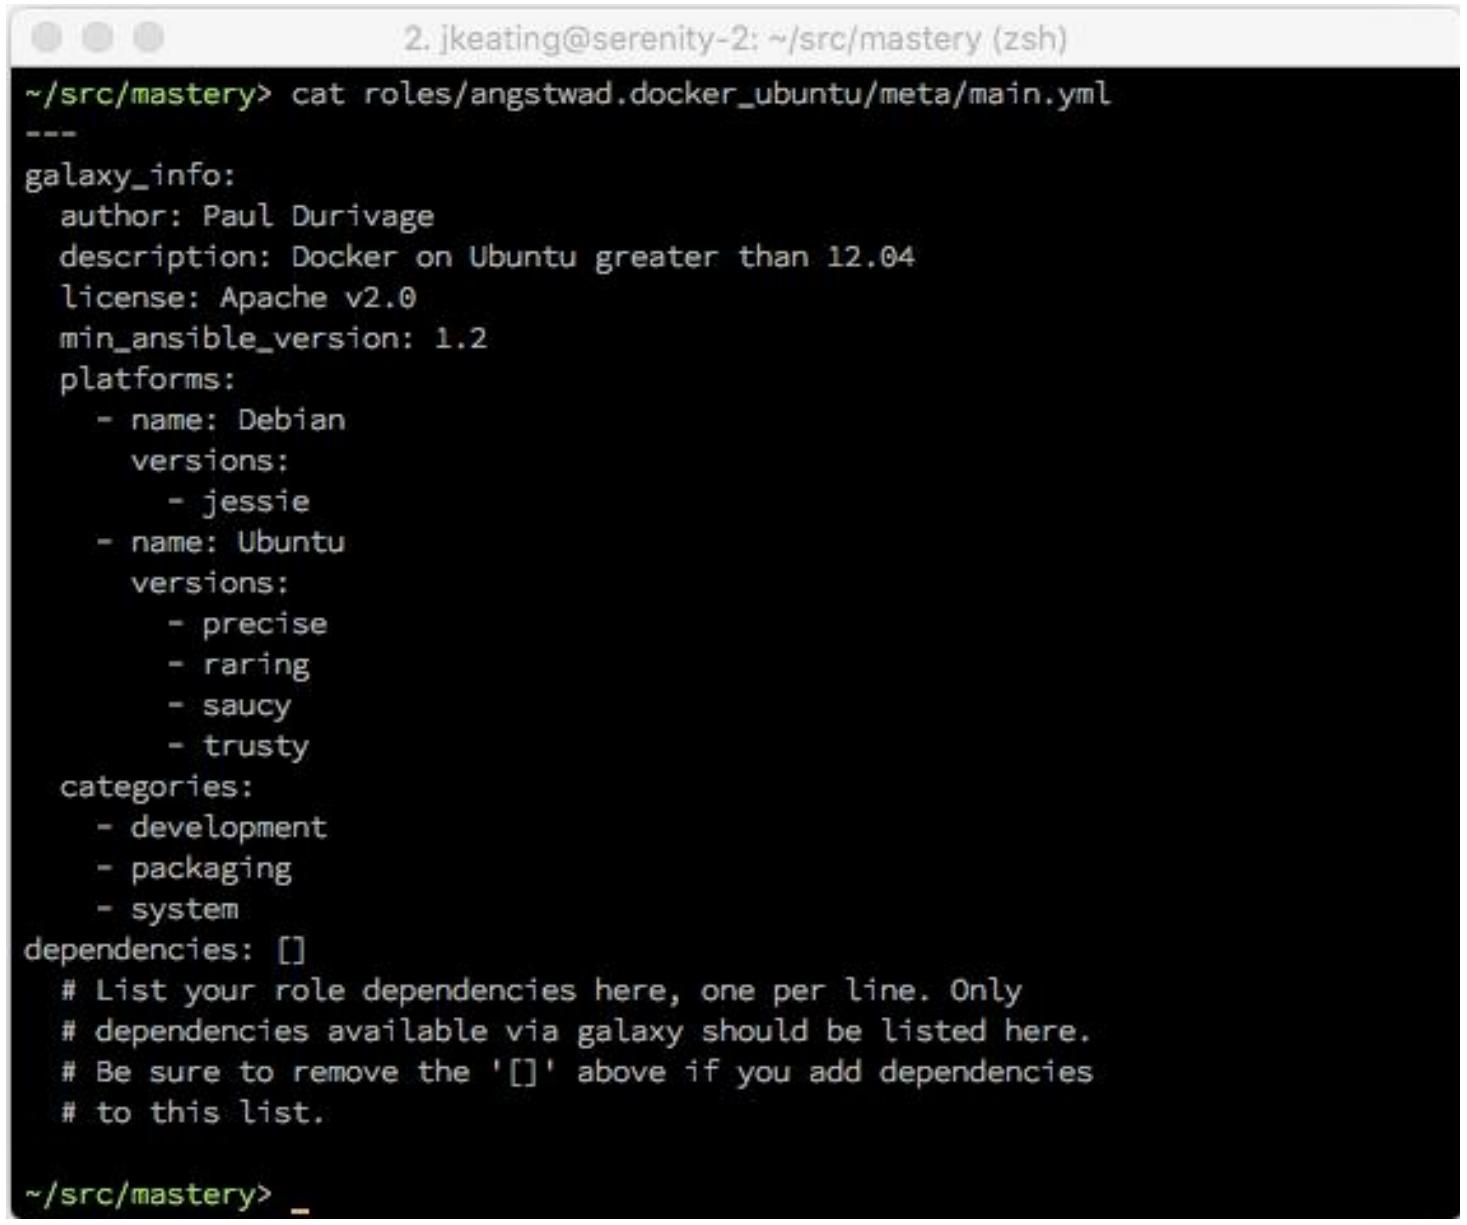 2. jkeating@serenity-2: ~/src/mastery (zsh)
~/src/mastery> cat roles/angstwad.docker_ubuntu/meta/main.yml
---
galaxy_info:
  author: Paul Durivage
  description: Docker on Ubuntu greater than 12.04
  license: Apache v2.0
  min_ansible_version: 1.2
  platforms:
    - name: Debian
      versions:
        - jessie
    - name: Ubuntu
      versions:
        - precise
        - raring
        - saucy
        - trusty
  categories:
    - development
    - packaging
    - system
dependencies: []
  # List your role dependencies here, one per line. Only
  # dependencies available via galaxy should be listed here.
  # Be sure to remove the '[]' above if you add dependencies
  # to this list.
~/src/mastery> _